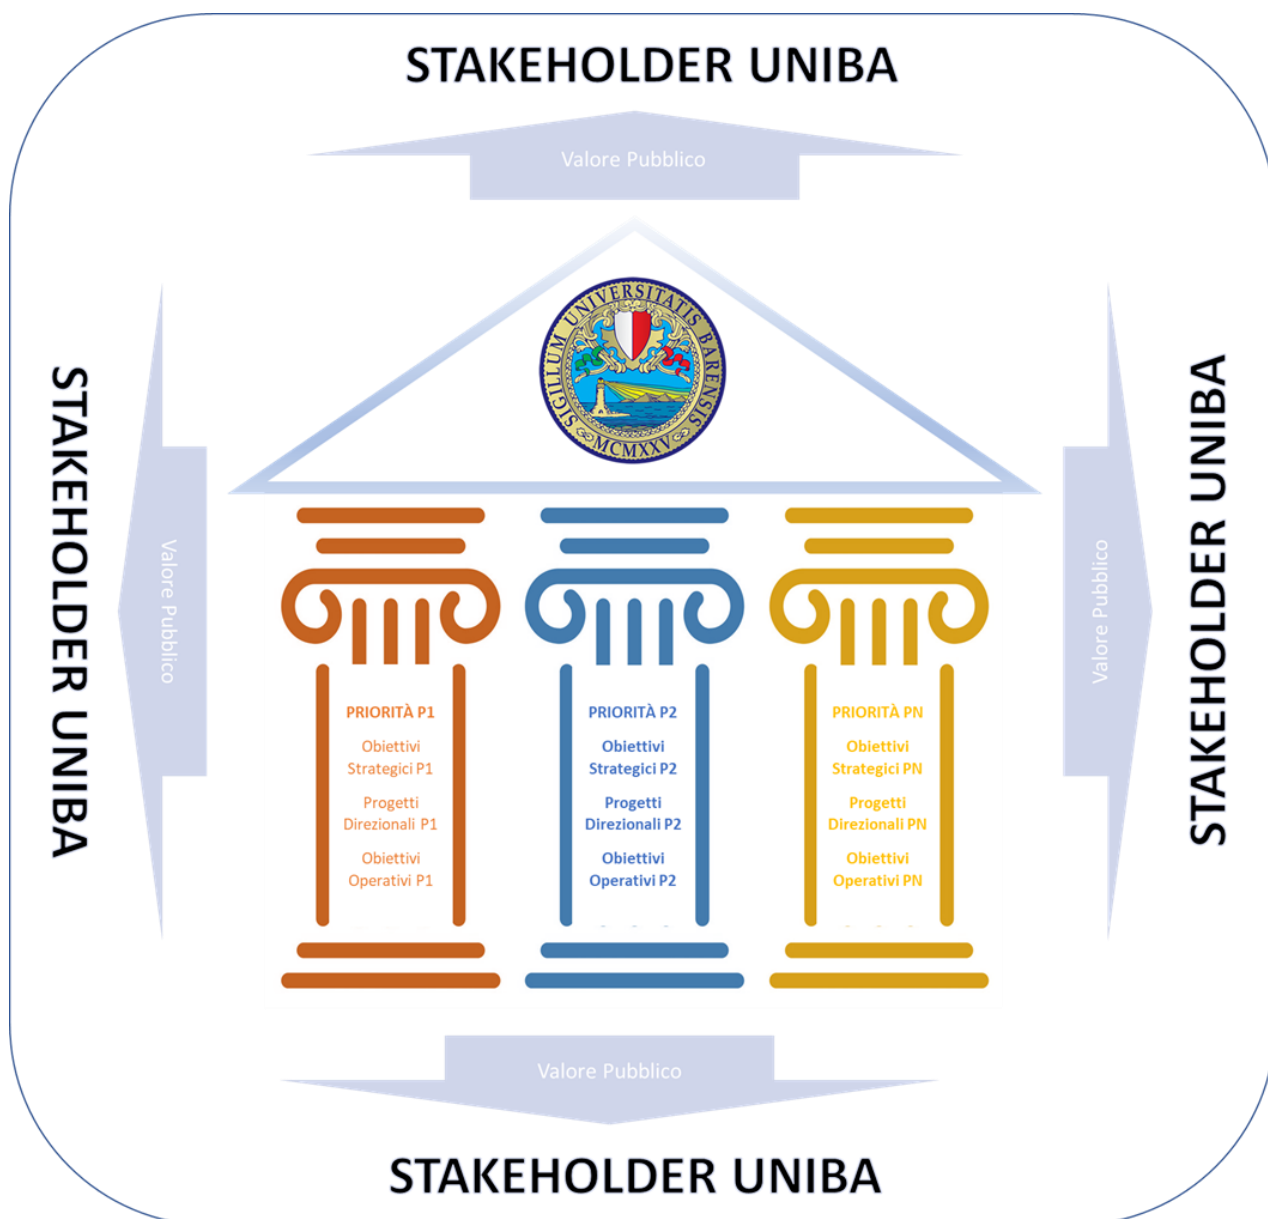 STAKEHOLDER UNIBA
Valore Pubblico
SIGILLUM UNIVERSITATIS BARENSIS
MCMXXV
STAKEHOLDER UNIBA
Valore Pubblico
PRIORITÀ P1
Obiettivi
Strategici P1
Progetti
Direzionali P1
Obiettivi
Operativi P1
PRIORITÀ P2
Obiettivi
Strategici P2
Progetti
Direzionali P2
Obiettivi
Operativi P2
PRIORITÀ PN
Obiettivi
Strategici PN
Progetti
Direzionali PN
Obiettivi
Operativi PN
Valore Pubblico
STAKEHOLDER UNIBA
Valore Pubblico
STAKEHOLDER UNIBA